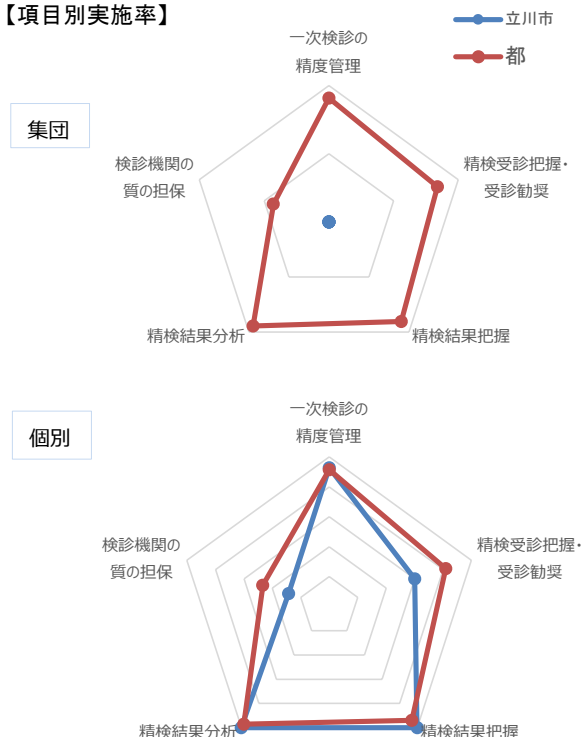 【項目別実施率】
立川市
都
集団
一次検診の
精度管理
精検受診把握・
受診勧奨
精検結果把握
精検結果分析
検診機関の
質の担保
個別
一次検診の
精度管理
精検受診把握・
受診勧奨
精検結果把握
精検結果分析
検診機関の
質の担保